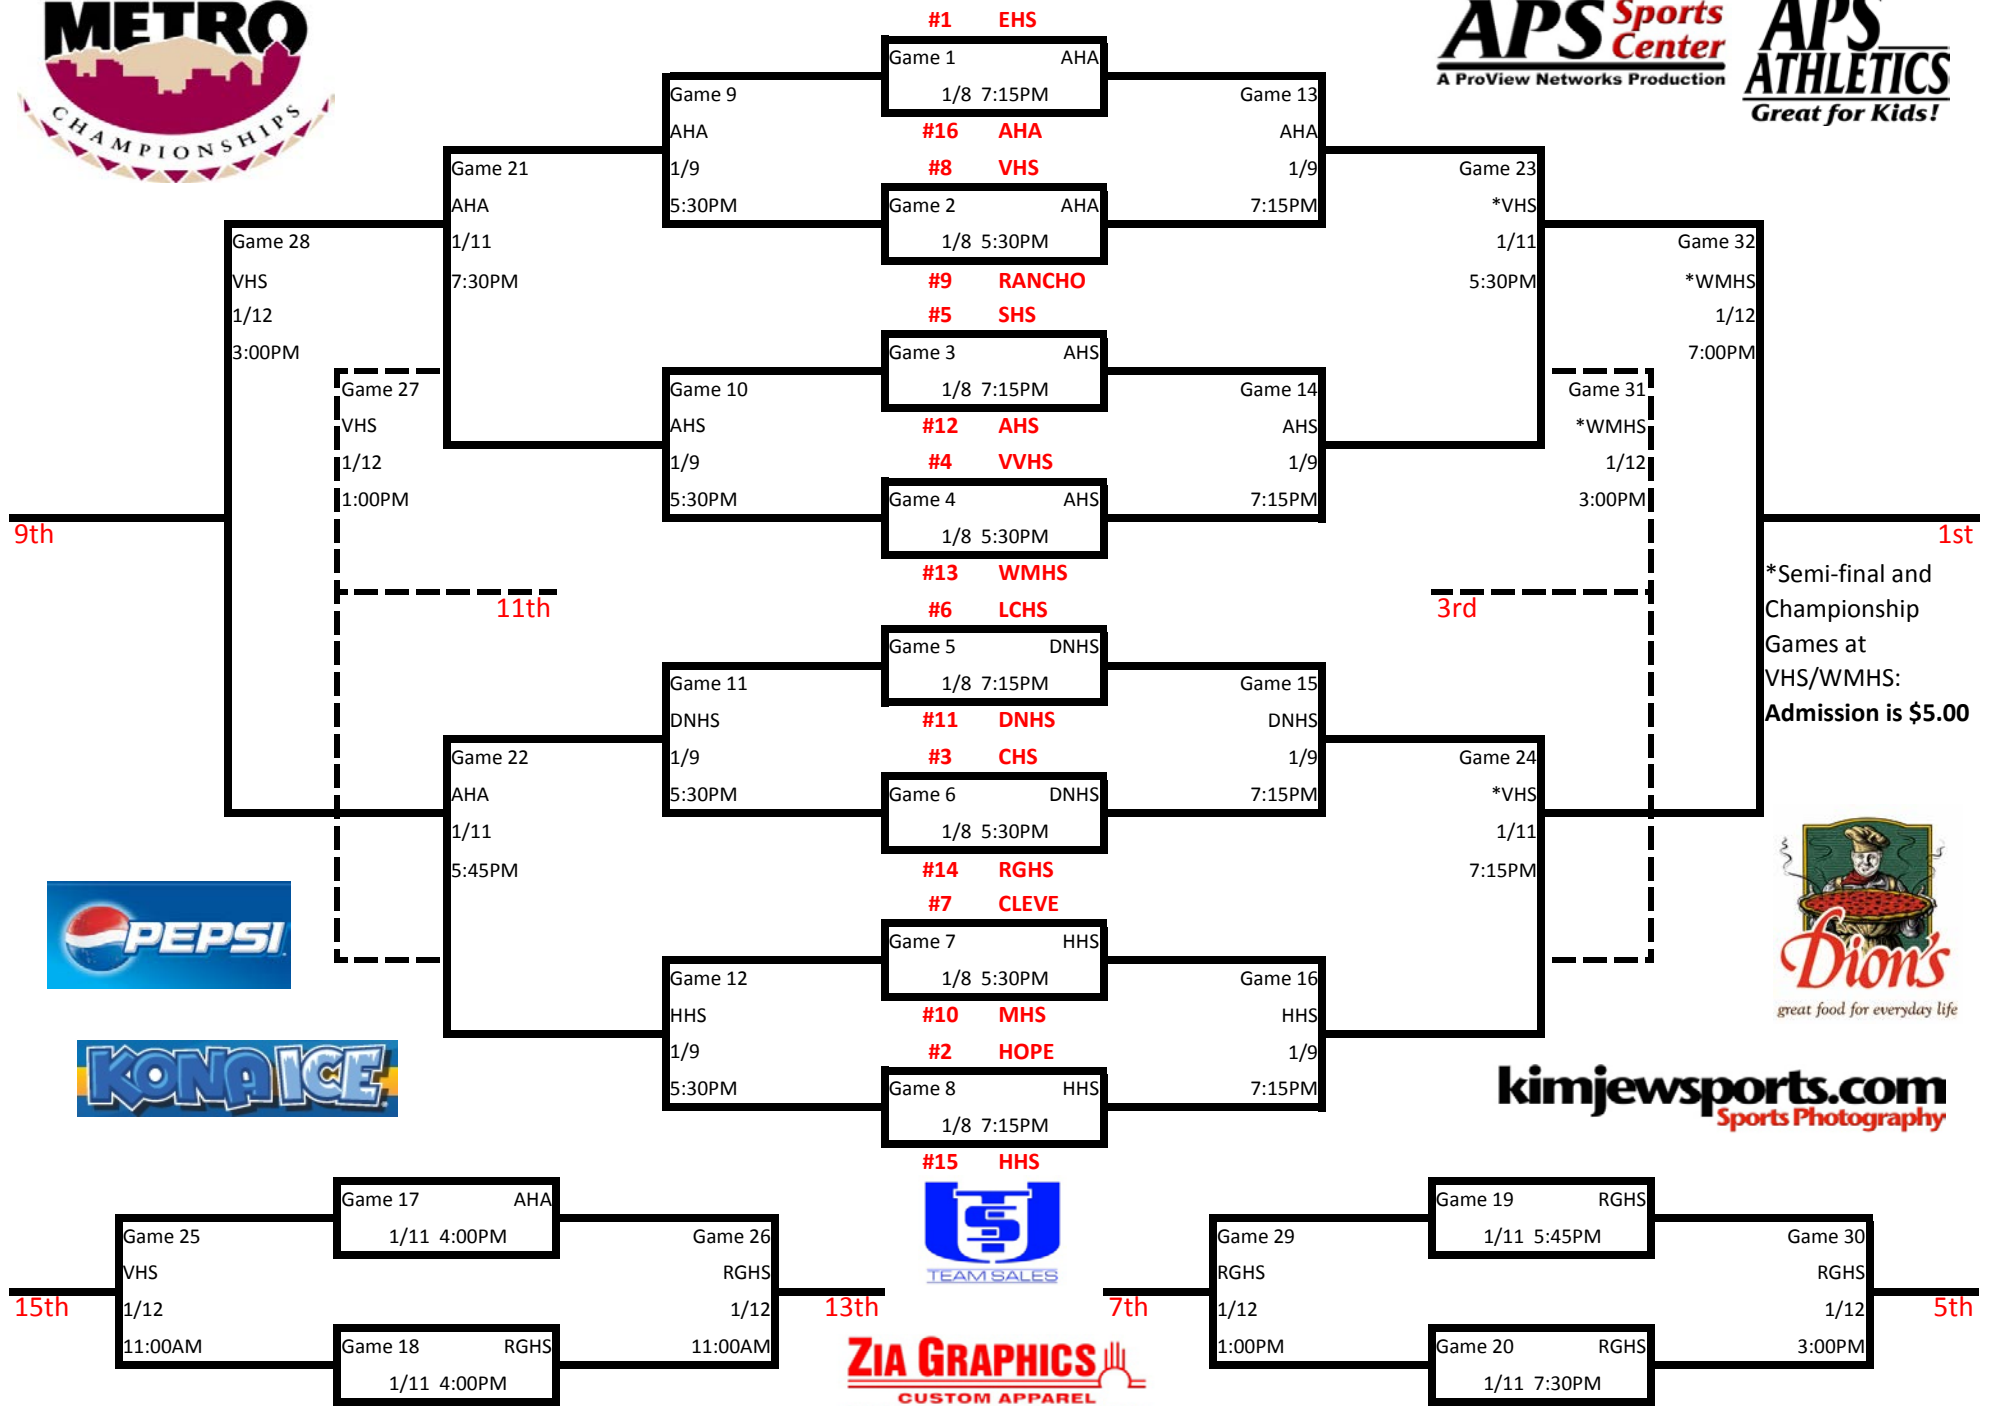 METRO
CHAMPIONSHIPS
APS Sports Center
A ProView Networks Production
APS
ATHLETICS
Great for Kids!
#1 EHS
Game 1 AHA
1/8 7:15PM
#16 AHA
#8 VHS
Game 2 AHA
1/8 5:30PM
#9 RANCHO
#5 SHS
Game 3 AHS
1/8 7:15PM
#12 AHS
#4 VVHS
Game 4 AHS
1/8 5:30PM
#13 WMHS
#6 LCHS
Game 5 DNHS
1/8 7:15PM
#11 DNHS
#3 CHS
Game 6 DNHS
1/8 5:30PM
#14 RGHS
#7 CLEVE
Game 7 HHS
1/8 5:30PM
#10 MHS
#2 HOPE
Game 8 HHS
1/8 7:15PM
#15 HHS
Game 9
AHA
1/9
5:30PM
Game 10
AHS
1/9
5:30PM
Game 11
DNHS
1/9
5:30PM
Game 12
HHS
1/9
5:30PM
Game 13
AHA
1/9
7:15PM
Game 14
AHS
1/9
7:15PM
Game 15
DNHS
1/9
7:15PM
Game 16
HHS
1/9
7:15PM
Game 21
AHA
1/11
7:30PM
Game 22
AHA
1/11
5:45PM
Game 23
*VHS
1/11
5:30PM
Game 24
*VHS
1/11
7:15PM
Game 28
VHS
1/12
3:00PM
Game 27
VHS
1/12
1:00PM
9th
11th
Game 32
*WMHS
1/12
7:00PM
Game 31
*WMHS
1/12
3:00PM
1st
3rd
*Semi-final and
Championship
Games at
VHS/WMHS:
Admission is $5.00
PEPSI
KONA ICE
Dion's
great food for everyday life
kimjewsports.com
Sports Photography
Game 17 AHA
1/11 4:00PM
Game 18 RGHS
1/11 4:00PM
Game 25
VHS
1/12
11:00AM
15th
Game 26
RGHS
1/12
11:00AM
13th
UTS
TEAM SALES
ZIA GRAPHICS
CUSTOM APPAREL
Game 19 RGHS
1/11 5:45PM
Game 20 RGHS
1/11 7:30PM
Game 29
RGHS
1/12
1:00PM
7th
Game 30
RGHS
1/12
3:00PM
5th